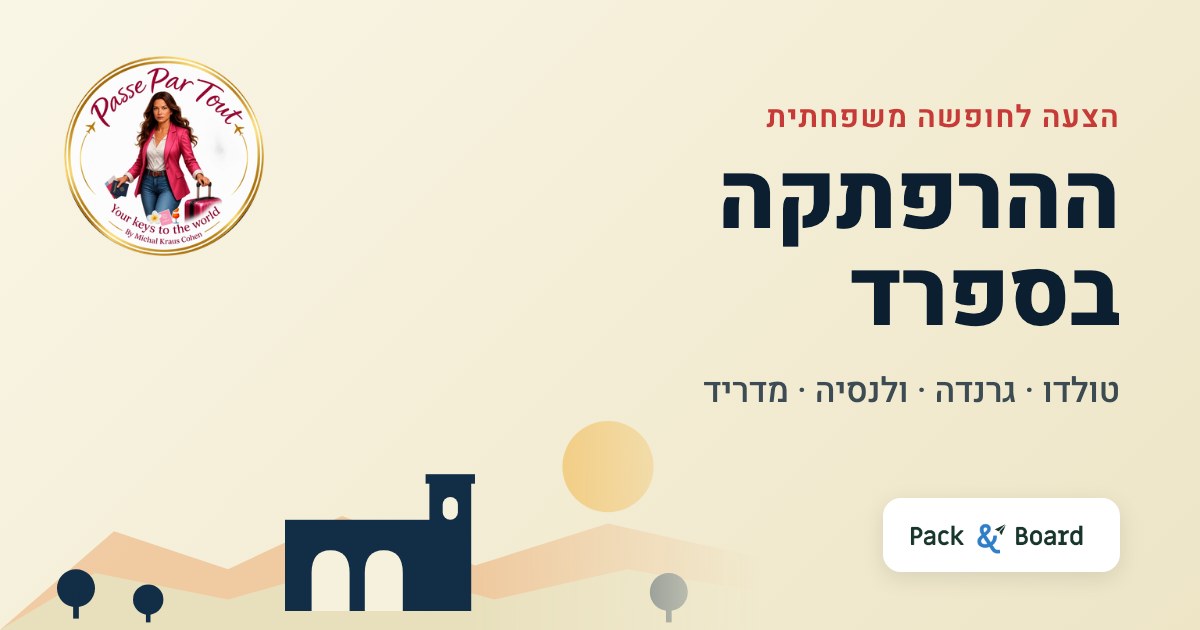 Passe Par Tout
Your keys to the world
By Michal Kraus Cohen
הצעה לחופשה משפחתית
ההרפתקה
בספרד
טולדו · גרנדה · ולנסיה · מדריד
Pack & Board